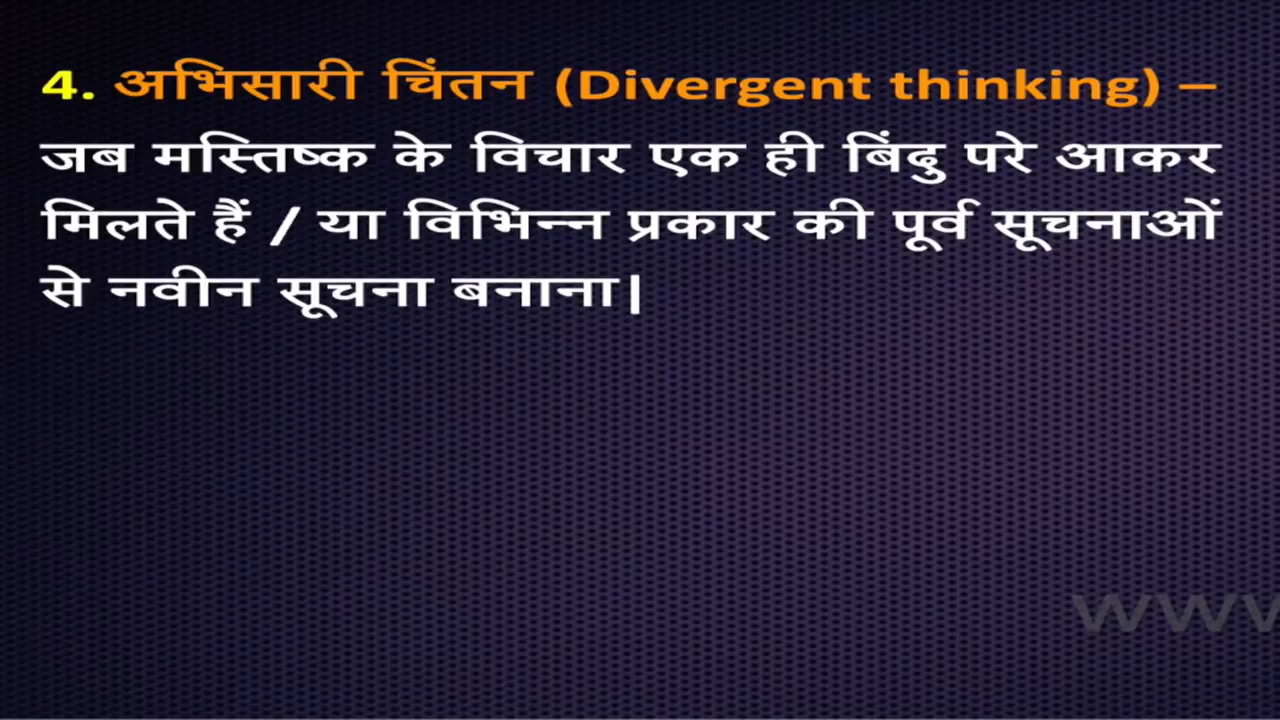 4. अभिसारी चिंतन (Divergent thinking) –
जब मस्तिष्क के विचार एक ही बिंदु परे आकर
मिलते हैं / या विभिन्न प्रकार की पूर्व सूचनाओं
से नवीन सूचना बनाना|